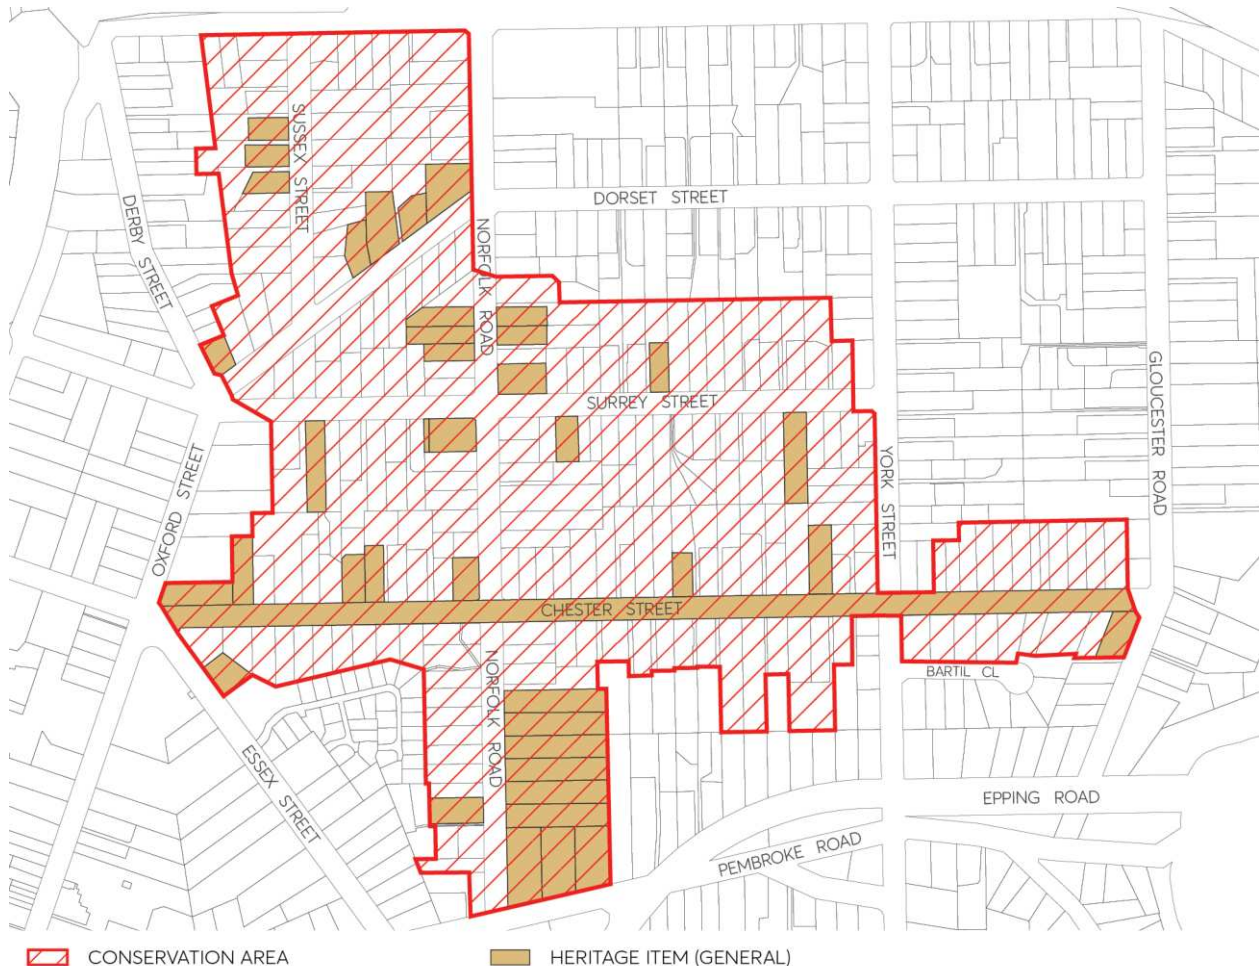 SUSSEX STREET
DORSET STREET
DERBY STREET
NORFOLK ROAD
GLOUCESTER ROAD
SURREY STREET
OXFORD STREET
YORK STREET
CHESTER STREET
NORFOLK ROAD
BARTIL CL
ESSEX STREET
EPPING ROAD
PEMBROKE ROAD
CONSERVATION AREA
HERITAGE ITEM (GENERAL)